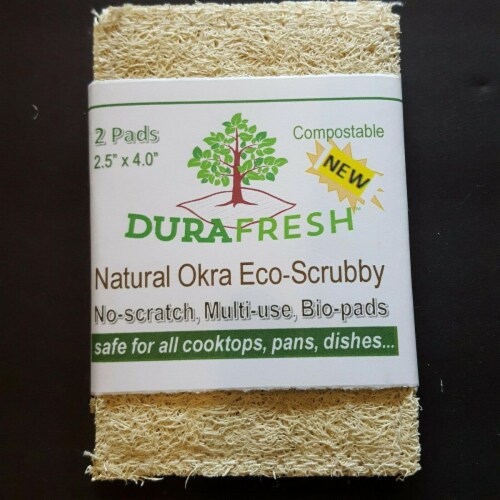 2 Pads
2.5" x 4.0"
Compostable
NEW
DURAFRESH
Natural Okra Eco-Scrubby
No-scratch, Multi-use, Bio-pads
safe for all cooktops, pans, dishes...